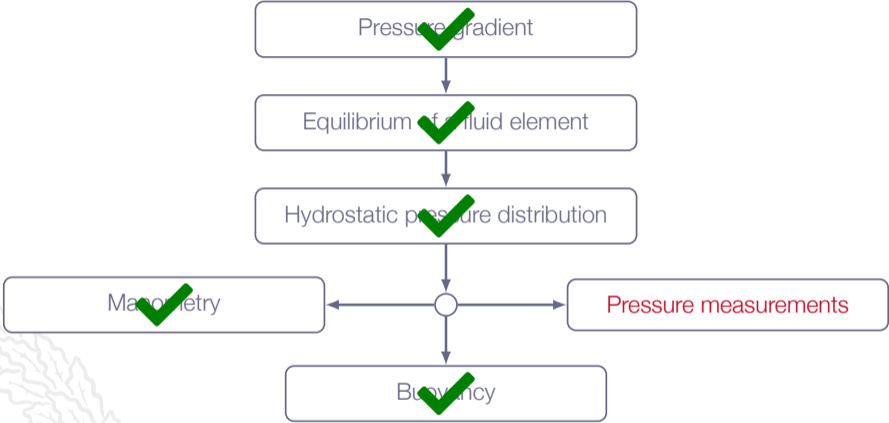 Pressure gradient
Equilibrium of a fluid element
Hydrostatic pressure distribution
Manometry
Pressure measurements
Buoyancy